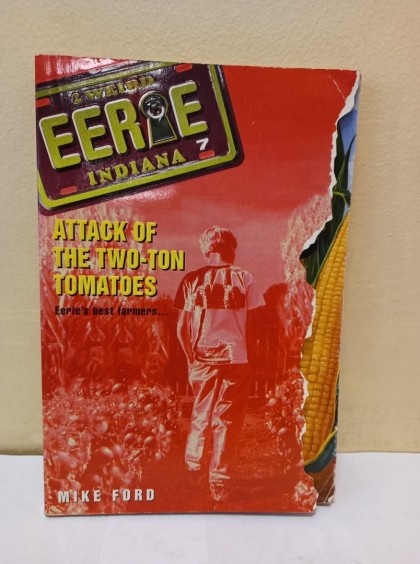 2 WEIRD
EERIE
INDIANA 7
ATTACK OF
THE TWO-TON
TOMATOES
Eerie's best farmers...
MIKE FORD